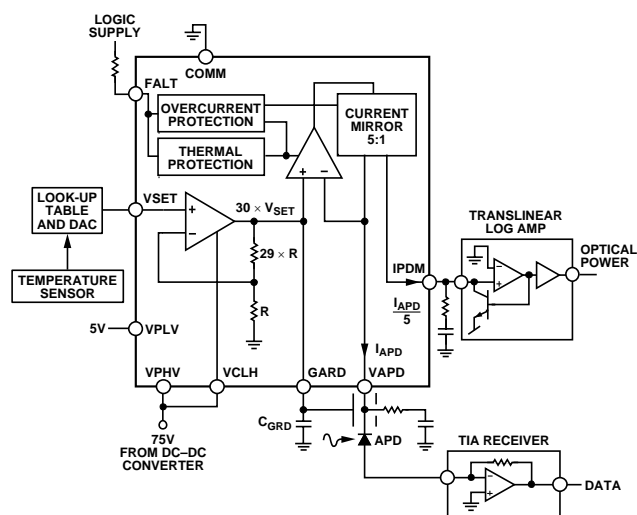 LOGIC
SUPPLY
COMM
FALT
OVERCURRENT
PROTECTION
THERMAL
PROTECTION
CURRENT
MIRROR
5:1
VSET
LOOK-UP
TABLE
AND DAC
TEMPERATURE
SENSOR
30 × VSET
29 × R
R
IPDM
IAPD
5
TRANSLINEAR
LOG AMP
OPTICAL
POWER
5V
VPLV
IAPD
VPHV
VCLH
GARD
VAPD
CGRD
APD
75V
FROM DC–DC
CONVERTER
TIA RECEIVER
DATA
+
–
+
–
–
+
–
+